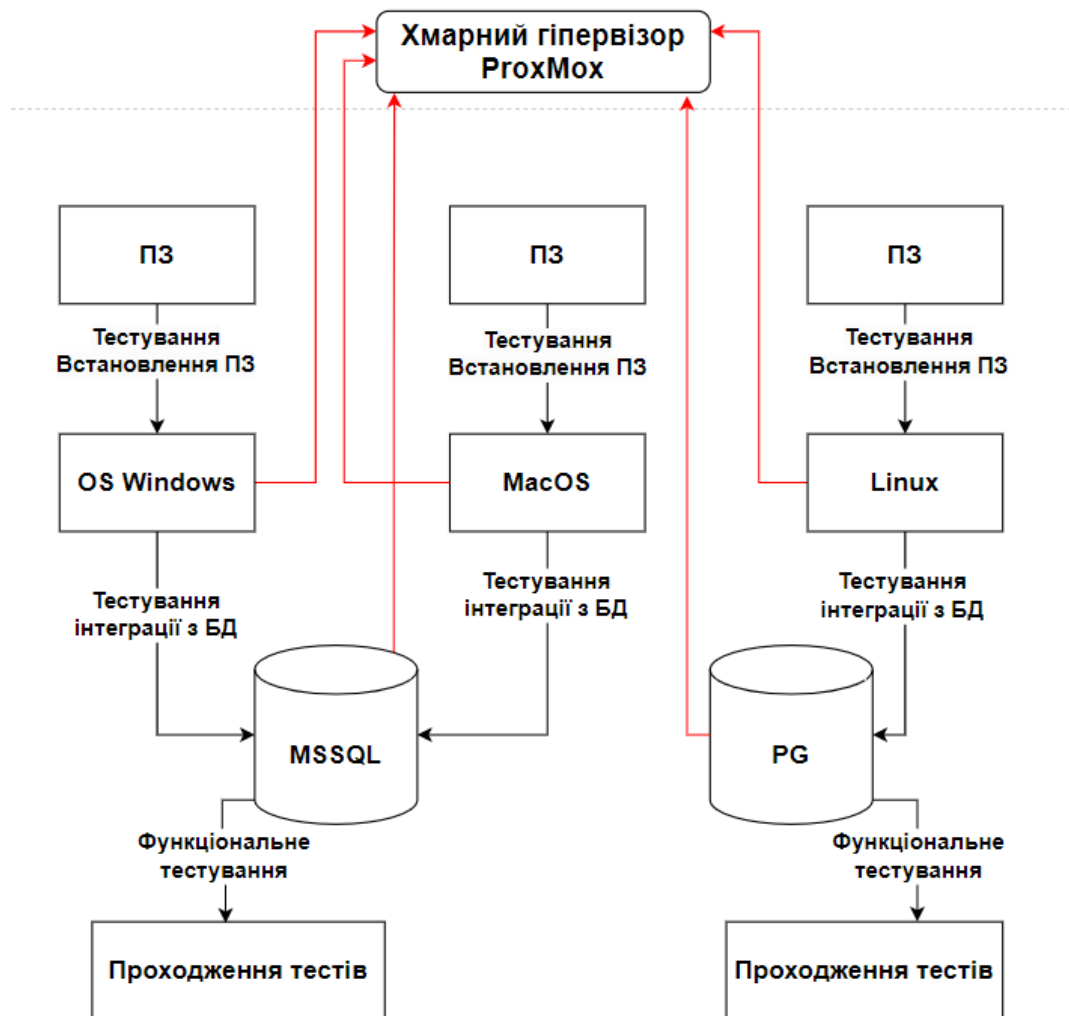 Хмарний гіпервізор
ProxMox
ПЗ
ПЗ
ПЗ
Тестування
Встановлення ПЗ
Тестування
Встановлення ПЗ
Тестування
Встановлення ПЗ
OS Windows
MacOS
Linux
Тестування
інтеграції з БД
Тестування
інтеграції з БД
Тестування
інтеграції з БД
MSSQL
PG
Функціональне
тестування
Функціональне
тестування
Проходження тестів
Проходження тестів